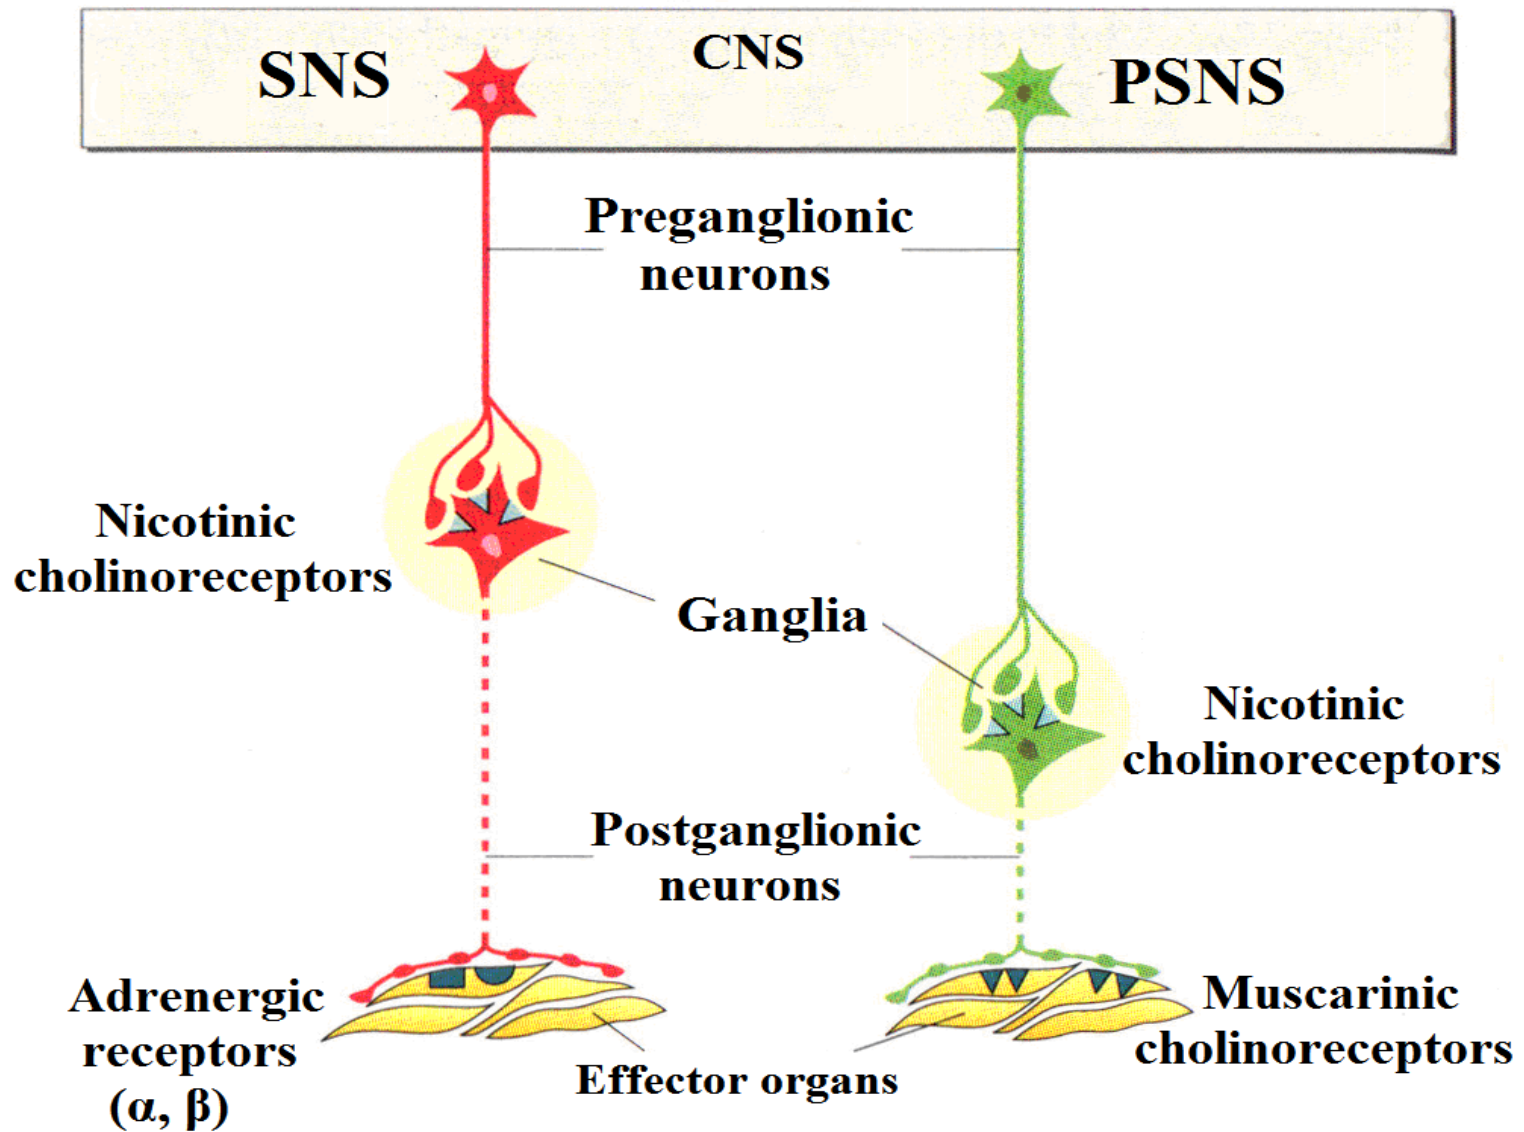 SNS
CNS
PSNS
Preganglionic
neurons
Nicotinic
cholinoreceptors
Ganglia
Nicotinic
cholinoreceptors
Postganglionic
neurons
Adrenergic
receptors
(α, β)
Effector organs
Muscarinic
cholinoreceptors